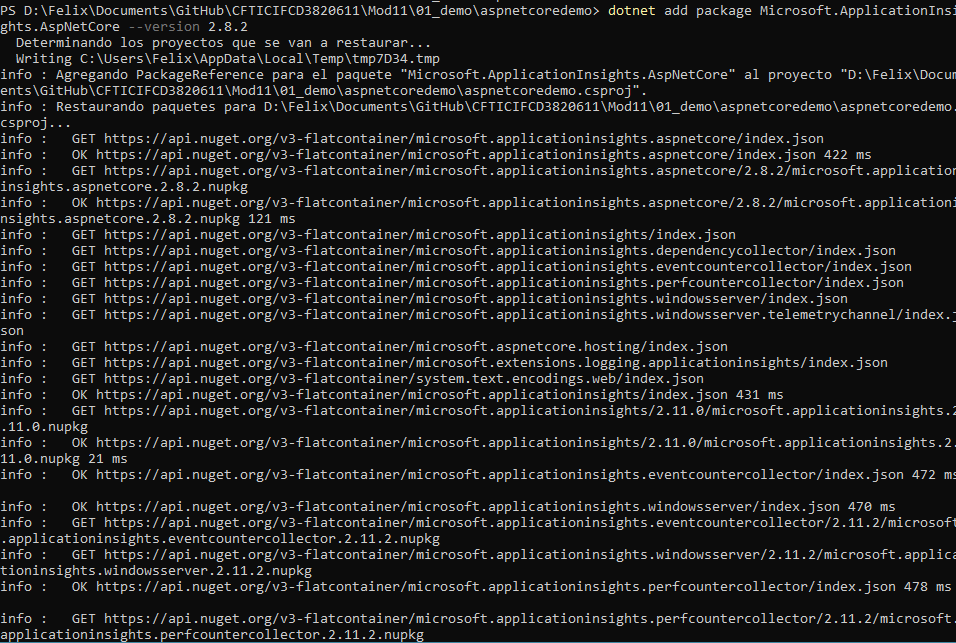 PS D:\Felix\Documents\GitHub\CFTICIFCD3820611\Mod11\01_demo\aspnetcoredemo> dotnet add package Microsoft.ApplicationInsi
ghts.AspNetCore --version 2.8.2
  Determinando los proyectos que se van a restaurar...
  Writing C:\Users\Felix\AppData\Local\Temp\tmp7D34.tmp
info : Agregando PackageReference para el paquete "Microsoft.ApplicationInsights.AspNetCore" al proyecto "D:\Felix\Docum
ents\GitHub\CFTICIFCD3820611\Mod11\01_demo\aspnetcoredemo\aspnetcoredemo.csproj".
info : Restaurando paquetes para D:\Felix\Documents\GitHub\CFTICIFCD3820611\Mod11\01_demo\aspnetcoredemo\aspnetcoredemo.
csproj...
info :   GET https://api.nuget.org/v3-flatcontainer/microsoft.applicationinsights.aspnetcore/index.json
info :   OK https://api.nuget.org/v3-flatcontainer/microsoft.applicationinsights.aspnetcore/index.json 422 ms
info :   GET https://api.nuget.org/v3-flatcontainer/microsoft.applicationinsights.aspnetcore/2.8.2/microsoft.application
insights.aspnetcore.2.8.2.nupkg
info :   OK https://api.nuget.org/v3-flatcontainer/microsoft.applicationinsights.aspnetcore/2.8.2/microsoft.applicationi
nsights.aspnetcore.2.8.2.nupkg 121 ms
info :   GET https://api.nuget.org/v3-flatcontainer/microsoft.applicationinsights/index.json
info :   GET https://api.nuget.org/v3-flatcontainer/microsoft.applicationinsights.dependencycollector/index.json
info :   GET https://api.nuget.org/v3-flatcontainer/microsoft.applicationinsights.eventcountercollector/index.json
info :   GET https://api.nuget.org/v3-flatcontainer/microsoft.applicationinsights.perfcountercollector/index.json
info :   GET https://api.nuget.org/v3-flatcontainer/microsoft.applicationinsights.windowsserver/index.json
info :   GET https://api.nuget.org/v3-flatcontainer/microsoft.applicationinsights.windowsserver.telemetrychannel/index.j
son
info :   GET https://api.nuget.org/v3-flatcontainer/microsoft.aspnetcore.hosting/index.json
info :   GET https://api.nuget.org/v3-flatcontainer/microsoft.extensions.logging.applicationinsights/index.json
info :   GET https://api.nuget.org/v3-flatcontainer/system.text.encodings.web/index.json
info :   OK https://api.nuget.org/v3-flatcontainer/microsoft.applicationinsights/index.json 431 ms
info :   GET https://api.nuget.org/v3-flatcontainer/microsoft.applicationinsights/2.11.0/microsoft.applicationinsights.2
.11.0.nupkg
info :   OK https://api.nuget.org/v3-flatcontainer/microsoft.applicationinsights/2.11.0/microsoft.applicationinsights.2.
11.0.nupkg 21 ms
info :   OK https://api.nuget.org/v3-flatcontainer/microsoft.applicationinsights.eventcountercollector/index.json 472 ms
info :   OK https://api.nuget.org/v3-flatcontainer/microsoft.applicationinsights.windowsserver/index.json 470 ms
info :   GET https://api.nuget.org/v3-flatcontainer/microsoft.applicationinsights.eventcountercollector/2.11.2/microsoft
.applicationinsights.eventcountercollector.2.11.2.nupkg
info :   GET https://api.nuget.org/v3-flatcontainer/microsoft.applicationinsights.windowsserver/2.11.2/microsoft.applica
tioninsights.windowsserver.2.11.2.nupkg
info :   OK https://api.nuget.org/v3-flatcontainer/microsoft.applicationinsights.perfcountercollector/index.json 478 ms
info :   GET https://api.nuget.org/v3-flatcontainer/microsoft.applicationinsights.perfcountercollector/2.11.2/microsoft.
applicationinsights.perfcountercollector.2.11.2.nupkg